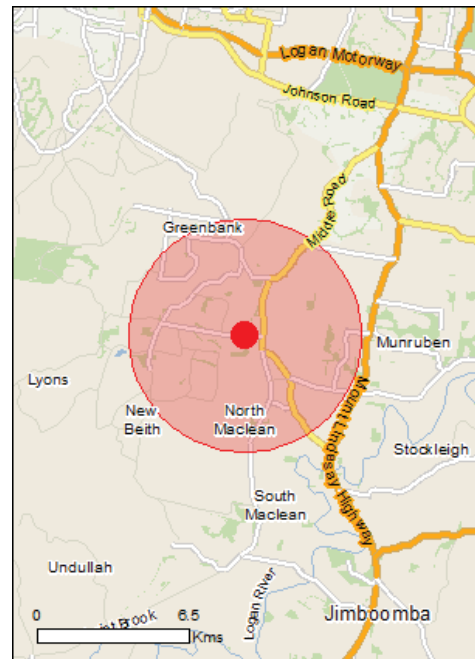 Logan Motorway
Johnson Road
Middle Road
Greenbank
Munruben
Lyons
New
Beith
North
Maclean
Mount Lindesay Highway
Stockleigh
South
Maclean
Undullah
Logan River
Jimboomba
Brook
0
6.5
Kms